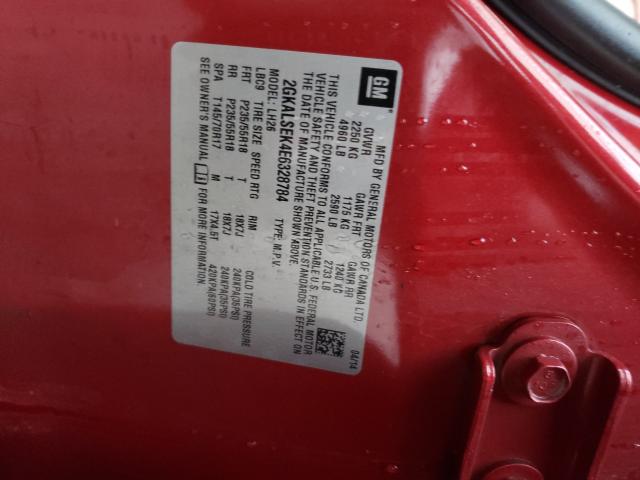 GM
MFD BY GENERAL MOTORS OF CANADA LTD.
GVWR GAWR FRT GAWR RR
2250 KG 1175 KG 1240 KG
4960 LB 2590 LB 2733 LB
04/14
THIS VEHICLE CONFORMS TO ALL APPLICABLE U.S. FEDERAL MOTOR
VEHICLE SAFETY AND THEFT PREVENTION STANDARDS IN EFFECT ON
THE DATE OF MANUFACTURE SHOWN ABOVE.
2GKALSEK4E6328784 TYPE: M.P.V
MODEL: LH26
LBC9 TIRE SIZE SPEED RTG RIM COLD TIRE PRESSURE
FRT P235/55R18 T 18X7J 240KPA(35PSI)
RR P235/55R18 T 18X7J 240KPA(35PSI)
SPA T145/70R17 M 17X4.5T 420KPA(60PSI)
SEE OWNER'S MANUAL FOR MORE INFORMATION.